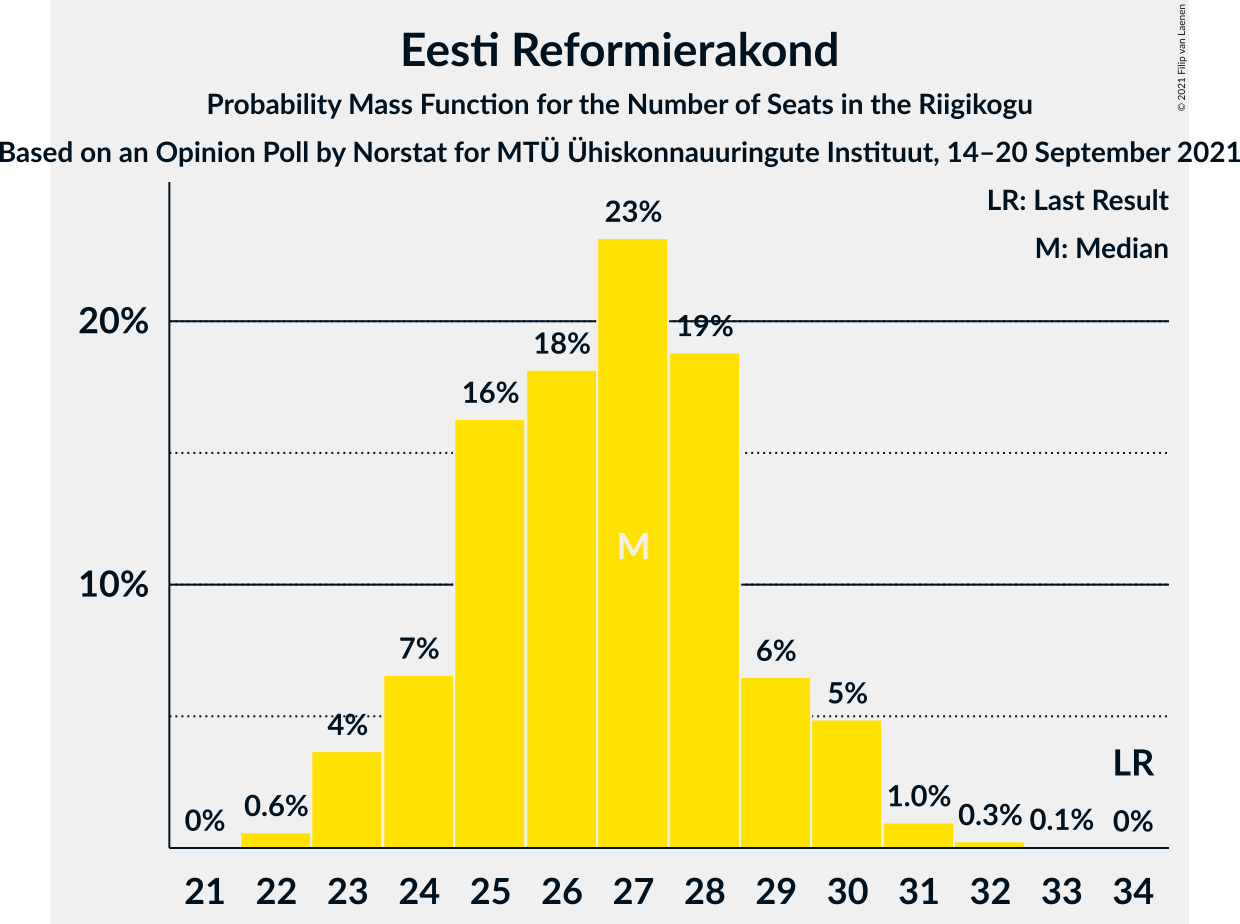 Eesti Reformierakond
Probability Mass Function for the Number of Seats in the Riigikogu
Based on an Opinion Poll by Norstat for MTÜ Ühiskonnauuringute Instituut, 14–20 September 2021
© 2021 Filip van Laenen
LR: Last Result
M: Median
23%
20%
19%
18%
16%
M
10%
7%
6%
5%
4%
LR
0% 0.6% 1.0% 0.3% 0.1% 0%
21 22 23 24 25 26 27 28 29 30 31 32 33 34